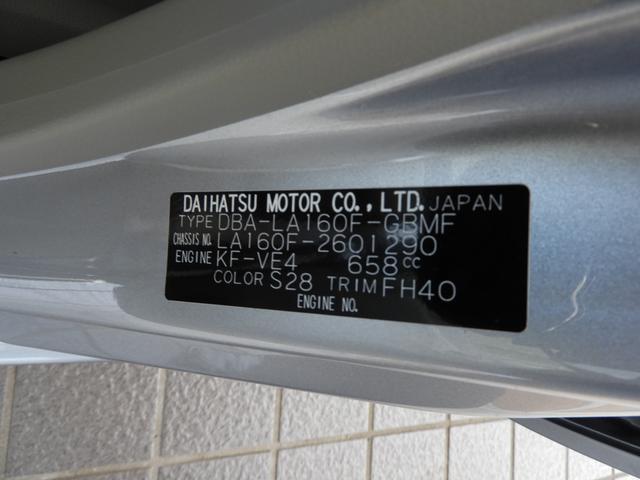 DAIHATSU MOTOR CO., LTD. JAPAN
TYPE DBA-LA160F-GBMF
CHASSIS NO. LA160F-2601290
ENGINE KF-VE4 658CC
COLOR S28 TRIM FH40
ENGINE NO.